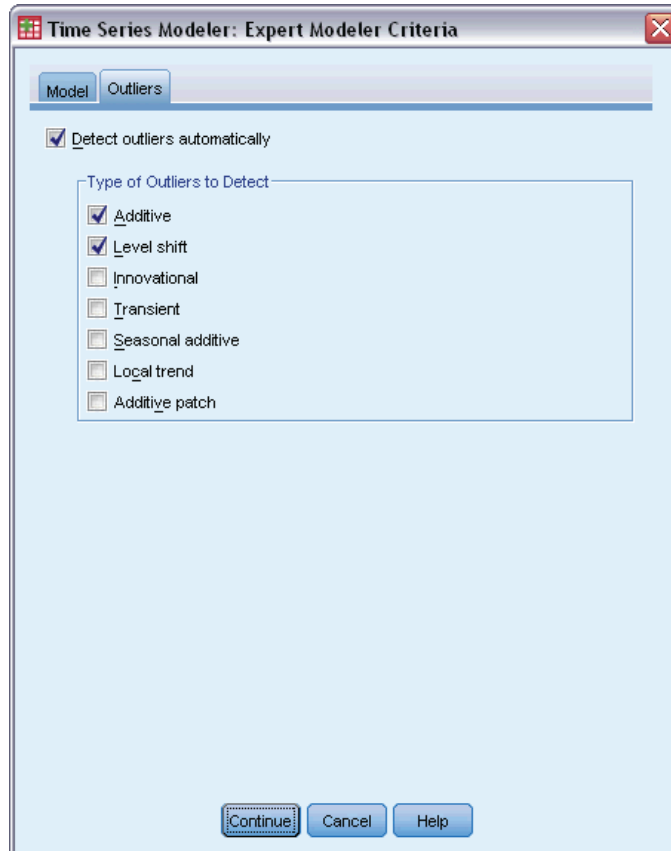 Time Series Modeler: Expert Modeler Criteria
Model Outliers
Detect outliers automatically
Type of Outliers to Detect
Additive
Level shift
Innovational
Transient
Seasonal additive
Local trend
Additive patch
Continue Cancel Help